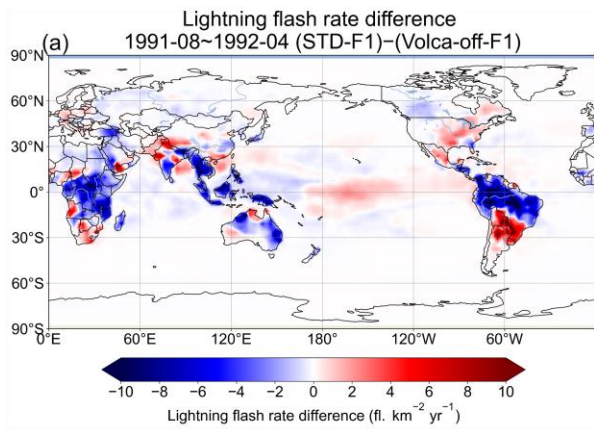 Lightning flash rate difference
1991-08~1992-04 (STD-F1)−(Volca-off-F1)
(a)
90°N
60°N
30°N
0°
30°S
60°S
90°S
0°E 60°E 120°E 180° 120°W 60°W
−10 −8 −6 −4 −2 0 2 4 6 8 10
Lightning flash rate difference (fl. km⁻² yr⁻¹)